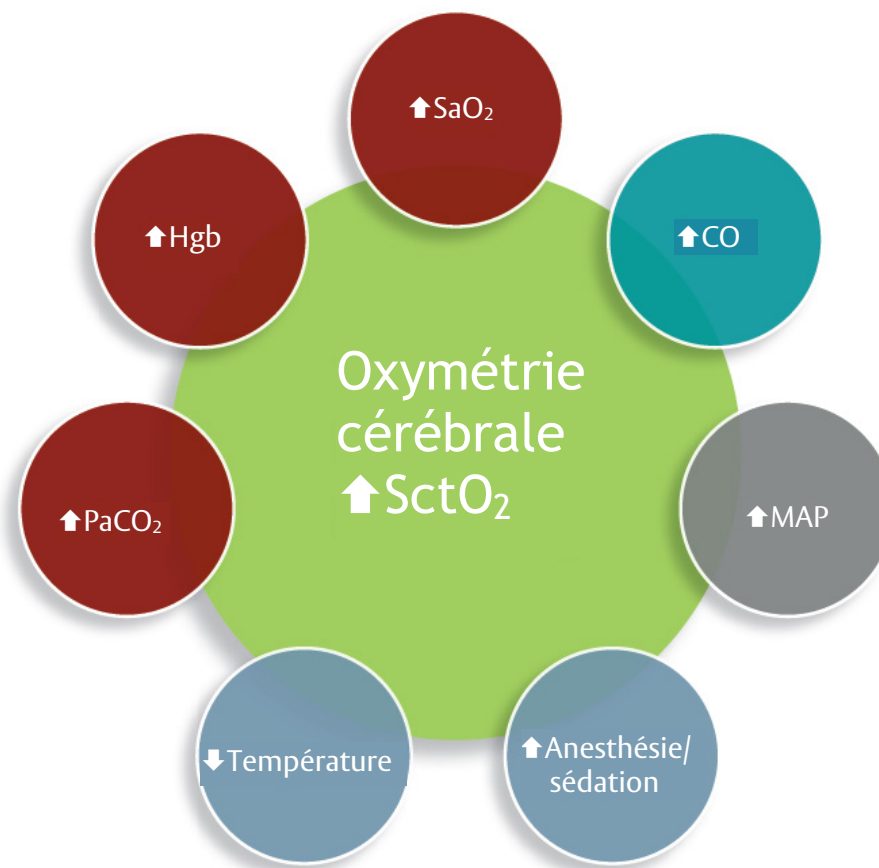 ⬆SaO₂
⬆Hgb
⬆CO
Oxymétrie
cérébrale
⬆SctO₂
⬆PaCO₂
⬆MAP
⬇Température
⬆Anesthésie/
sédation